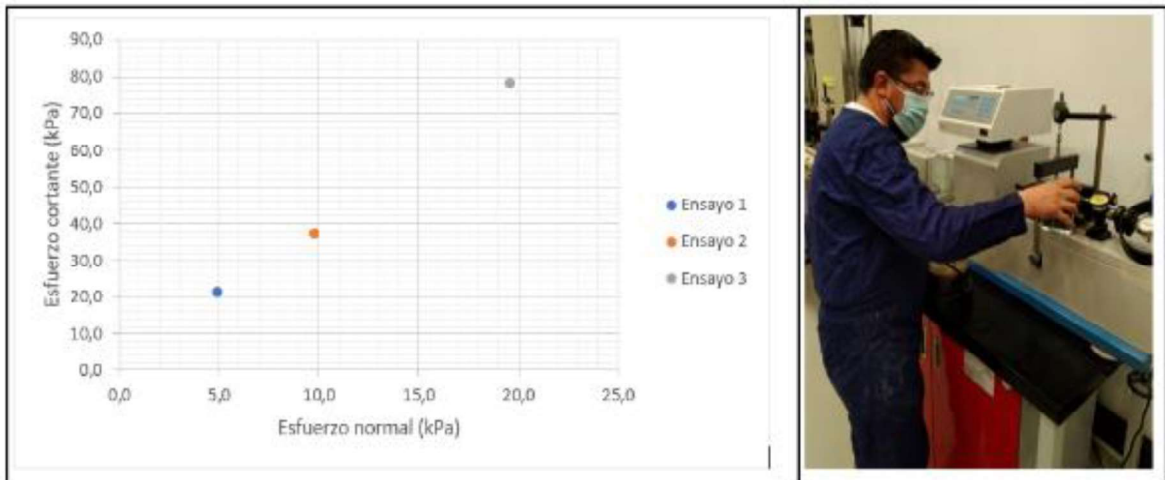 90,0
80,0
70,0
60,0
50,0
40,0
30,0
20,0
10,0
0,0
Esfuerzo cortante (kPa)
0,0 5,0 10,0 15,0 20,0 25,0
Esfuerzo normal (kPa)
Ensayo 1
Ensayo 2
Ensayo 3